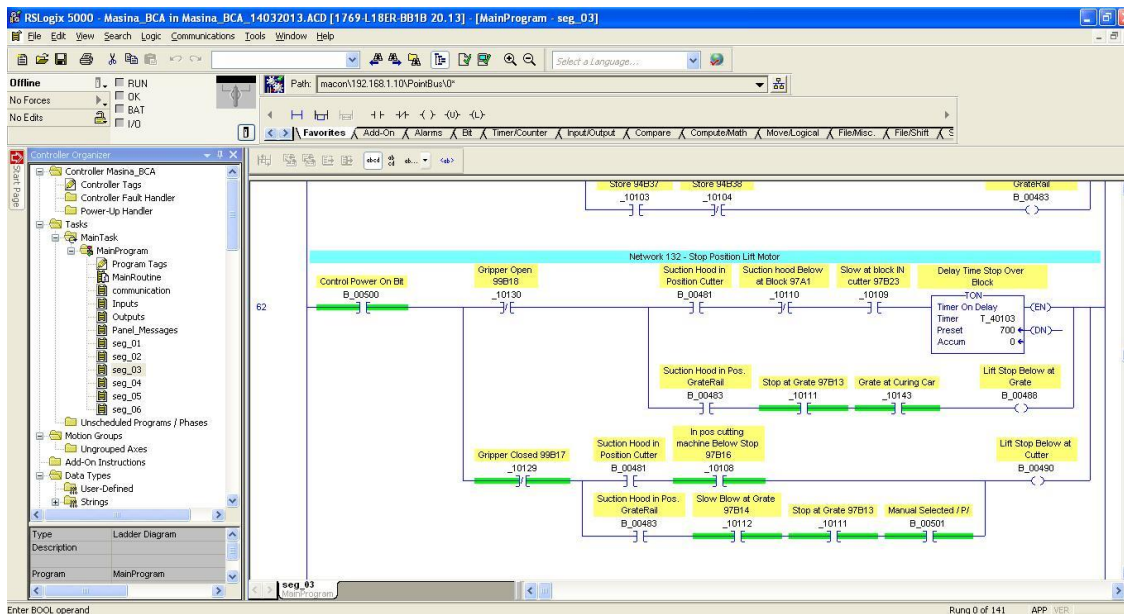 RSLogix 5000 - Masina_BCA in Masina_BCA_14032013.ACD [1769-L18ER-BB1B 20.13] - [MainProgram - seg_03]
File Edit View Search Logic Communications Tools Window Help
Select a Language...
Offline
RUN
No Forces
OK
No Edits
BAT
I/O
Path: macon\192.168.1.10\PointBus\0*
Favorites Add-On Alarms Bit Timer/Counter Input/Output Compare Compute/Math Move/Logical File/Misc. File/Shift
Start Page
Controller Organizer
Controller Masina_BCA
Controller Tags
Controller Fault Handler
Power-Up Handler
Tasks
MainTask
MainProgram
Program Tags
MainRoutine
communication
Inputs
Outputs
Panel_Messages
seg_01
seg_02
seg_03
seg_04
seg_05
seg_06
Unscheduled Programs / Phases
Motion Groups
Ungrouped Axes
Add-On Instructions
Data Types
User-Defined
Strings
Type Ladder Diagram
Description
Program MainProgram
Store 94B37 Store 94B38 GrateRail
_10103 _10104 B_00483
Network 132 - Stop Position Lift Motor
62
Control Power On Bit
B_00500
Gripper Open
99B18
_10130
Suction Hood in
Position Cutter
B_00481
Suction hood Below
at Block 97A1
_10110
Slow at block IN
cutter 97B23
_10109
Delay Time Stop Over
Block
TON
Timer On Delay
Timer T_40103
Preset 700
Accum 0
EN
DN
Suction Hood in Pos.
GrateRail
B_00483
Stop at Grate 97B13
_10111
Grate at Curing Car
_10143
Lift Stop Below at
Grate
B_00488
Gripper Closed 99B17
_10129
Suction Hood in
Position Cutter
B_00481
In pos cutting
machine Below Stop
97B16
_10108
Lift Stop Below at
Cutter
B_00490
Suction Hood in Pos.
GrateRail
B_00483
Slow Blow at Grate
97B14
_10112
Stop at Grate 97B13
_10111
Manual Selected / P/
B_00501
seg_03
MainProgram
Enter BOOL operand
Rung 0 of 141 APP VER